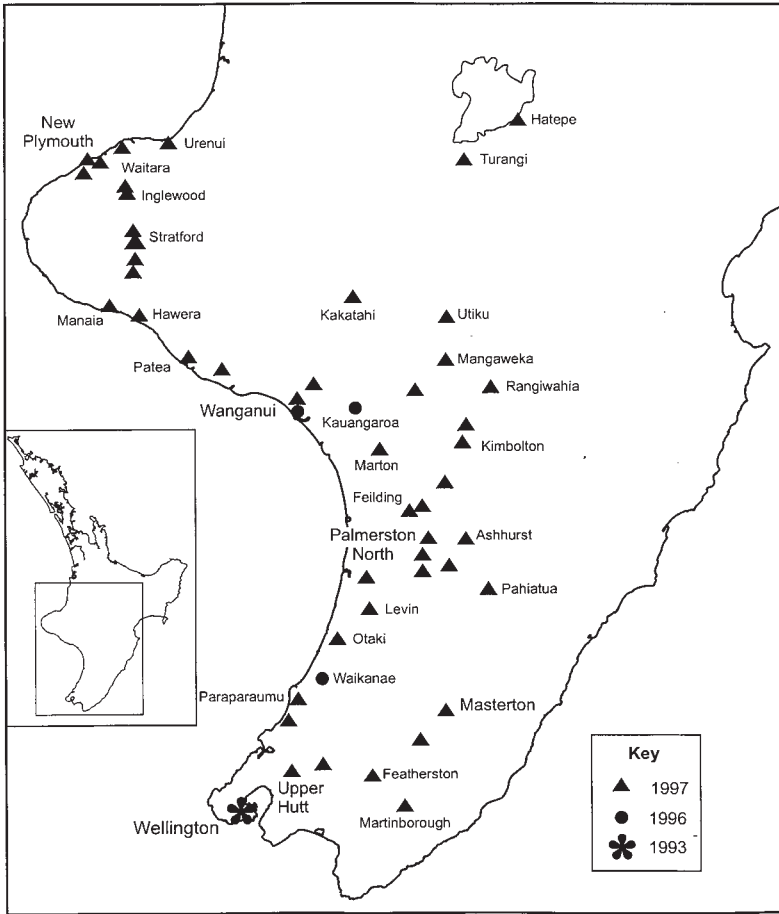 Hatepe
New
Plymouth
Urenui
Turangi
Waitara
Inglewood
Stratford
Manaia
Hawera
Kakatahi
Utiku
Patea
Mangaweka
Rangiwahia
Wanganui
Kauangaroa
Kimbolton
Marton
Feilding
Palmerston
North
Ashhurst
Pahiatua
Levin
Otaki
Waikanae
Paraparaumu
Masterton
Featherston
Upper
Hutt
Martinborough
Wellington
Key
1997
1996
1993